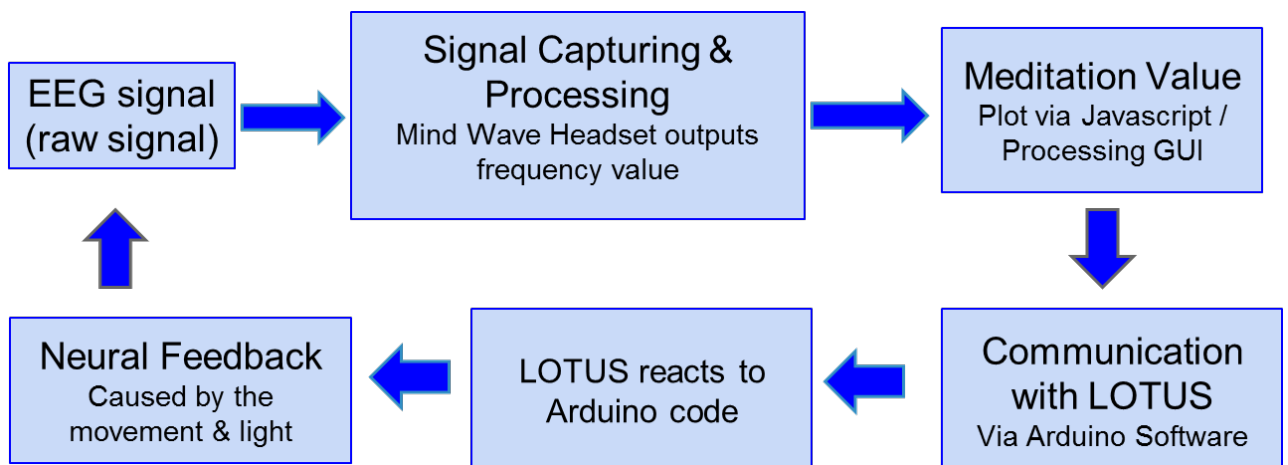 EEG signal
(raw signal)
Signal Capturing &
Processing
Mind Wave Headset outputs
frequency value
Meditation Value
Plot via Javascript /
Processing GUI
Communication
with LOTUS
Via Arduino Software
LOTUS reacts to
Arduino code
Neural Feedback
Caused by the
movement & light